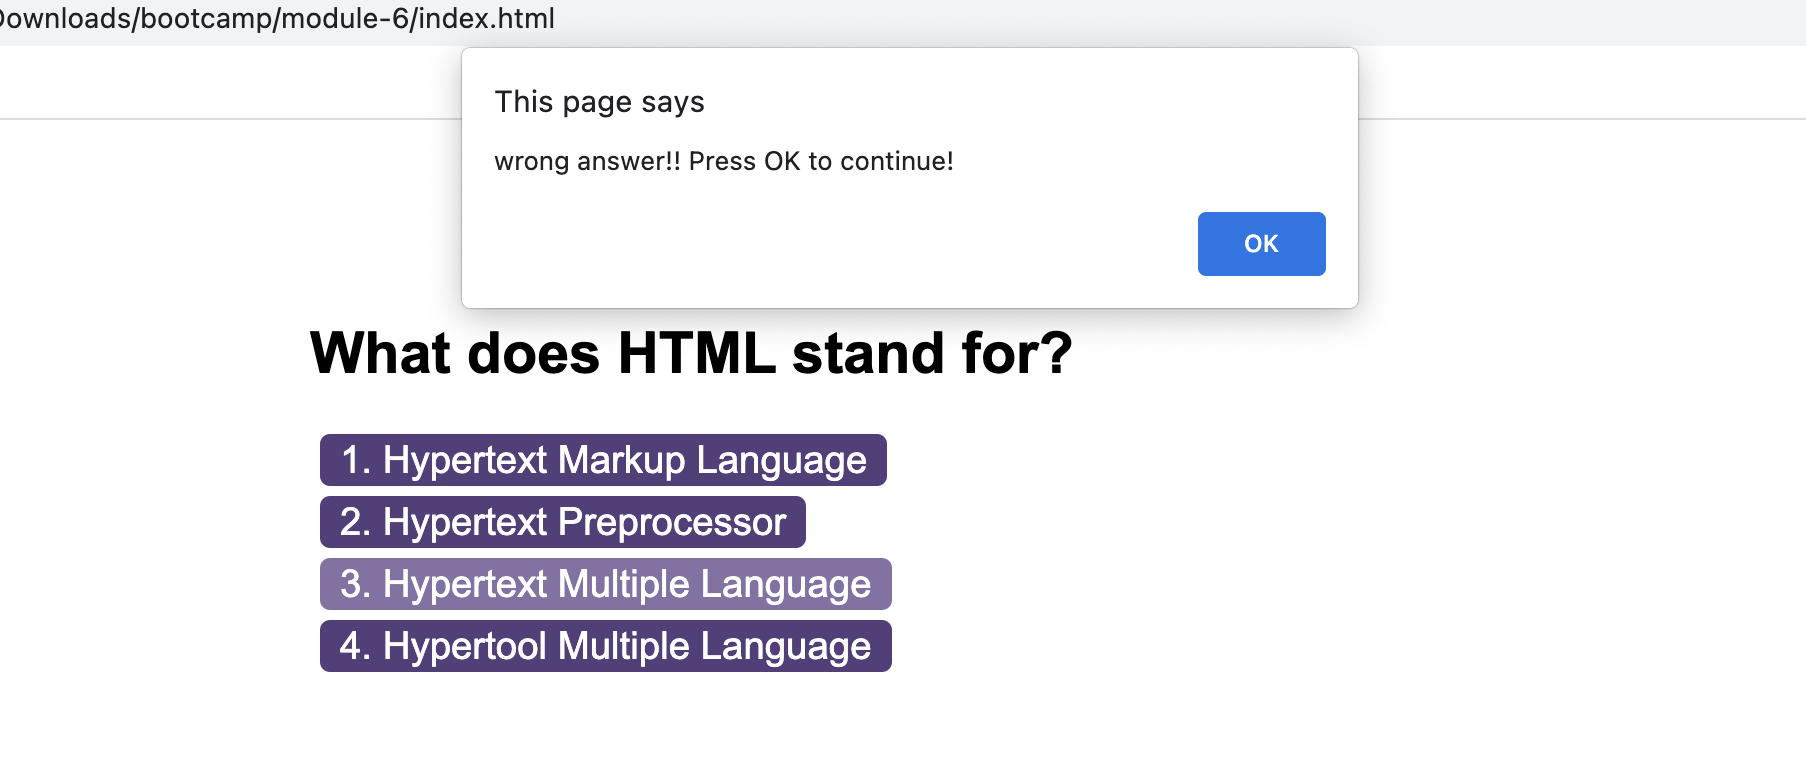 Downloads/bootcamp/module-6/index.html
This page says
wrong answer!! Press OK to continue!
OK
What does HTML stand for?
1. Hypertext Markup Language
2. Hypertext Preprocessor
3. Hypertext Multiple Language
4. Hypertool Multiple Language